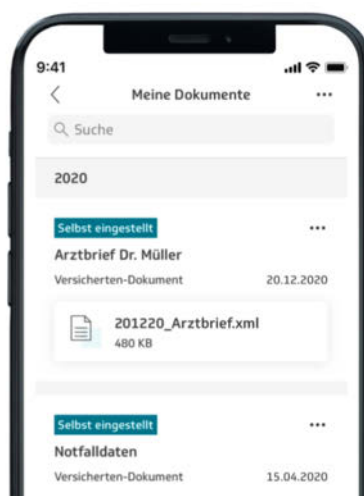 9:41
Meine Dokumente
Suche
2020
Selbst eingestellt
Arztbrief Dr. Müller
Versicherten-Dokument 20.12.2020
201220_Arztbrief.xml
480 KB
Selbst eingestellt
Notfalldaten
Versicherten-Dokument 15.04.2020